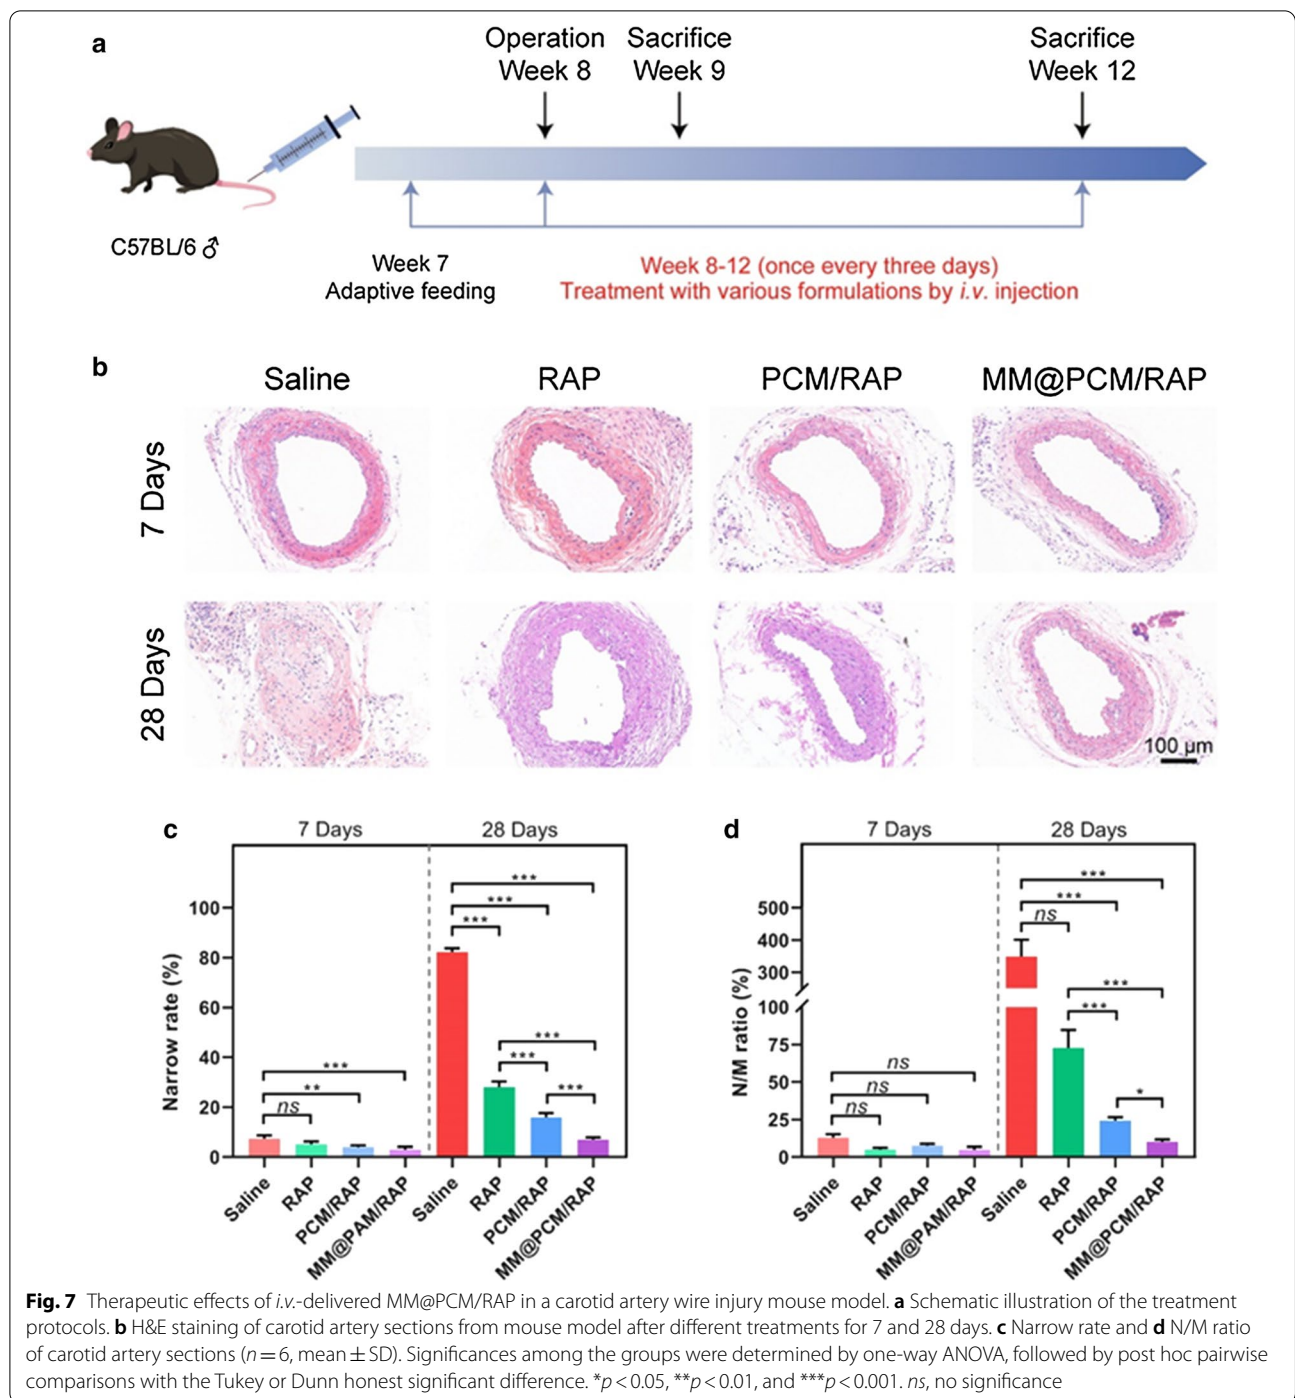 a
Operation
Week 8
Sacrifice
Week 9
Sacrifice
Week 12
C57BL/6 ♂
Week 7
Adaptive feeding
Week 8-12 (once every three days)
Treatment with various formulations by i.v. injection
b
Saline
RAP
PCM/RAP
MM@PCM/RAP
7 Days
28 Days
100 µm
c
7 Days
28 Days
Narrow rate (%)
100
80
60
40
20
0
***
**
ns
***
***
***
***
***
***
Saline
RAP
PCM/RAP
MM@PAM/RAP
Saline
RAP
PCM/RAP
MM@PCM/RAP
d
7 Days
28 Days
N/M ratio (%)
500
400
300
100
75
50
25
0
ns
ns
ns
***
***
ns
***
***
*
Saline
RAP
PCM/RAP
MM@PAM/RAP
Saline
RAP
PCM/RAP
MM@PCM/RAP
Fig. 7 Therapeutic effects of i.v.-delivered MM@PCM/RAP in a carotid artery wire injury mouse model. a Schematic illustration of the treatment
protocols. b H&E staining of carotid artery sections from mouse model after different treatments for 7 and 28 days. c Narrow rate and d N/M ratio
of carotid artery sections (n = 6, mean ± SD). Significances among the groups were determined by one-way ANOVA, followed by post hoc pairwise
comparisons with the Tukey or Dunn honest significant difference. *p < 0.05, **p < 0.01, and ***p < 0.001. ns, no significance